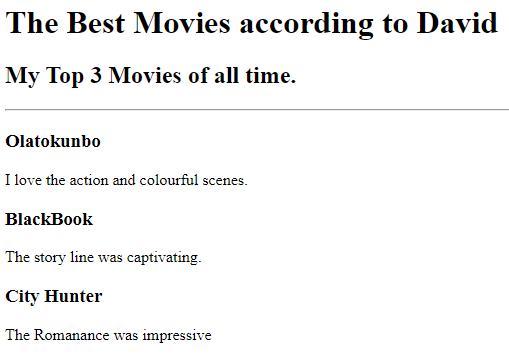 The Best Movies according to David
My Top 3 Movies of all time.
Olatokunbo
I love the action and colourful scenes.
BlackBook
The story line was captivating.
City Hunter
The Romanance was impressive